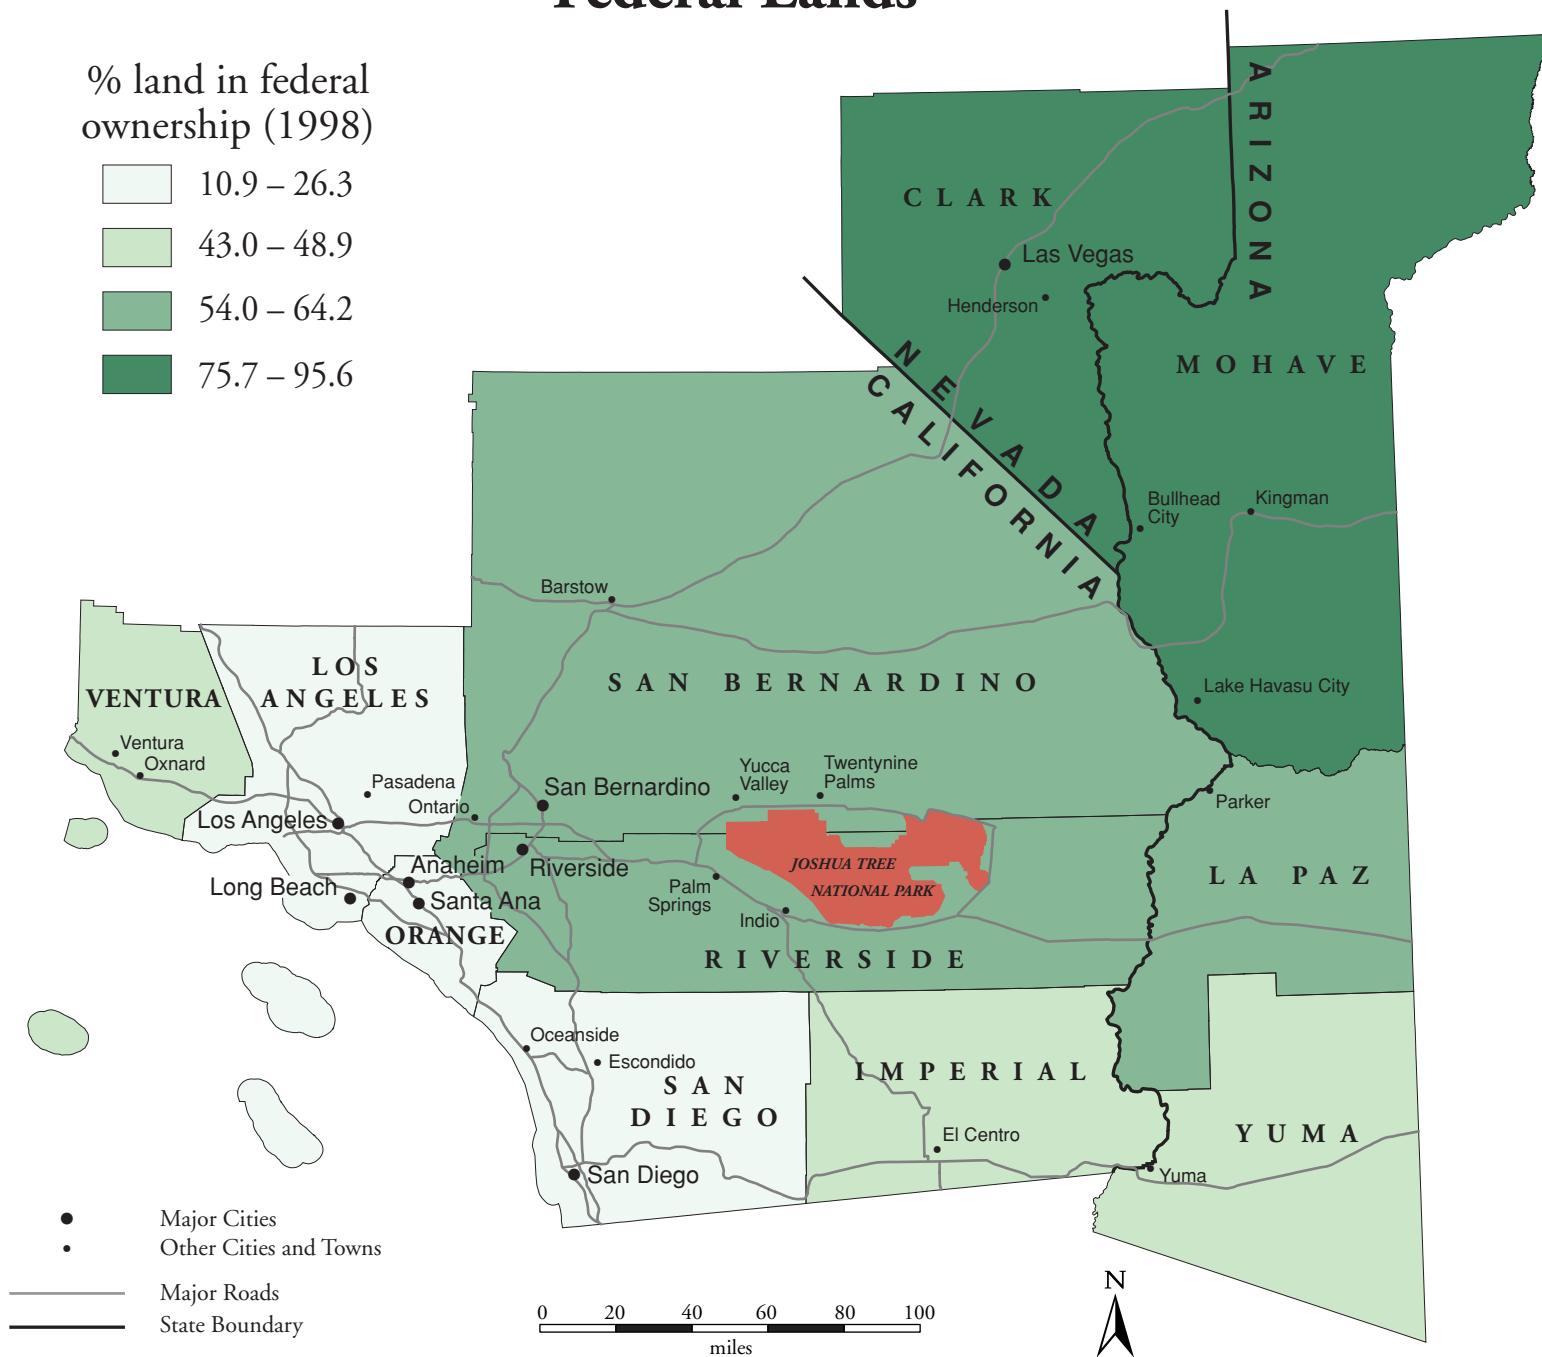 Federal Lands
% land in federal
ownership (1998)
10.9 – 26.3
43.0 – 48.9
54.0 – 64.2
75.7 – 95.6
ARIZONA
CLARK
Las Vegas
Henderson
NEVADA
CALIFORNIA
MOHAVE
Bullhead
City
Kingman
Barstow
LOS
ANGELES
VENTURA
SAN BERNARDINO
Lake Havasu City
Ventura
Oxnard
Pasadena
Ontario
San Bernardino
Yucca
Valley
Twentynine
Palms
Parker
Los Angeles
Anaheim
Riverside
JOSHUA TREE
NATIONAL PARK
LA PAZ
Long Beach
Santa Ana
Palm
Springs
Indio
ORANGE
RIVERSIDE
Oceanside
Escondido
SAN
DIEGO
IMPERIAL
El Centro
YUMA
San Diego
Yuma
Major Cities
Other Cities and Towns
Major Roads
State Boundary
0 20 40 60 80 100
miles
N